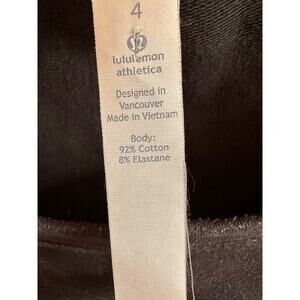 4
lululemon
athletica
Designed in
Vancouver
Made in Vietnam
Body:
92% Cotton
8% Elastane